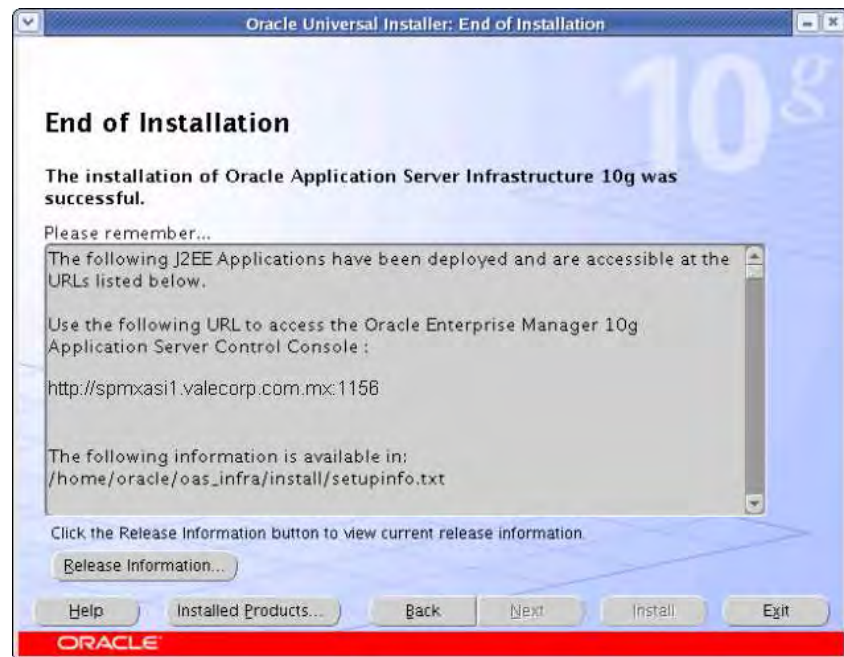 Oracle Universal Installer: End of Installation
10g
End of Installation
The installation of Oracle Application Server Infrastructure 10g was
successful.
Please remember...
The following J2EE Applications have been deployed and are accessible at the
URLs listed below.
Use the following URL to access the Oracle Enterprise Manager 10g
Application Server Control Console :
http://spmxasi1.valecorp.com.mx:1156
The following information is available in:
/home/oracle/oas_infra/install/setupinfo.txt
Click the Release Information button to view current release information.
Release Information...
Help
Installed Products...
Back
Next
Install
Exit
ORACLE